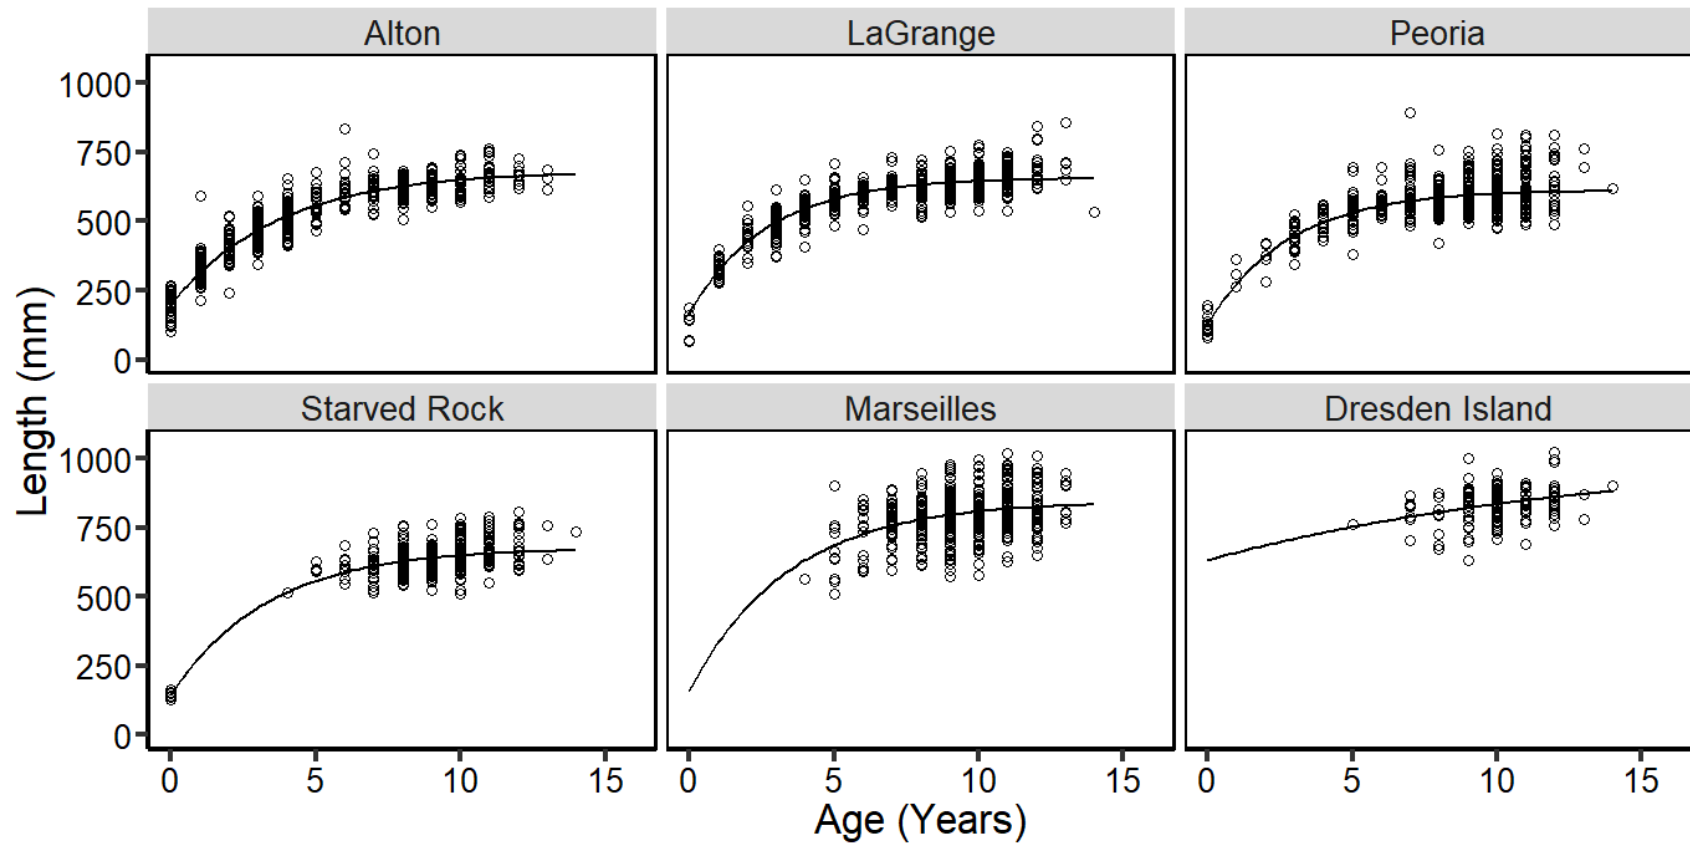 Alton
LaGrange
Peoria
1000
750
500
250
0
Starved Rock
Marseilles
Dresden Island
1000
750
500
250
0
0 5 10 15
0 5 10 15
0 5 10 15
Length (mm)
Age (Years)